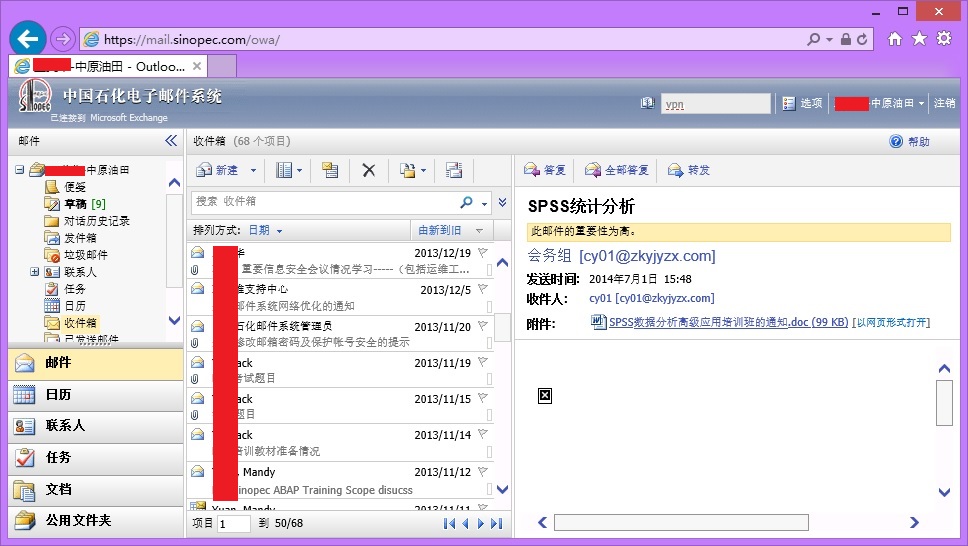 https://mail.sinopec.com/owa/
-中原油田 - Outloo...
SINOPEC
中国石化电子邮件系统
已连接到 Microsoft Exchange
vpn
选项
-中原油田
注销
邮件
收件箱 (68 个项目)
帮助
-中原油田
便笺
草稿 [9]
对话历史记录
发件箱
垃圾邮件
联系人
任务
日历
收件箱
已发送邮件
邮件
日历
联系人
任务
文档
公用文件夹
新建
搜索 收件箱
排列方式: 日期
由新到旧
华 2013/12/19
重要信息安全会议情况学习-----（包括运维工...
维支持中心 2013/12/5
邮件系统网络优化的通知
石化邮件系统管理员 2013/11/20
修改邮箱密码及保护帐号安全的提示
ack 2013/11/19
考试题目
ack 2013/11/15
题目
ack 2013/11/14
培训教材准备情况
, Mandy 2013/11/12
inopec ABAP Training Scope disucss
Yuan, Mandy 2013/11/11
项目 1 到 50/68
答复
全部答复
转发
SPSS统计分析
此邮件的重要性为高。
会务组 [cy01@zkyjyzx.com]
发送时间: 2014年7月1日 15:48
收件人: cy01 [cy01@zkyjyzx.com]
附件: SPSS数据分析高级应用培训班的通知.doc (99 KB) [以网页形式打开]